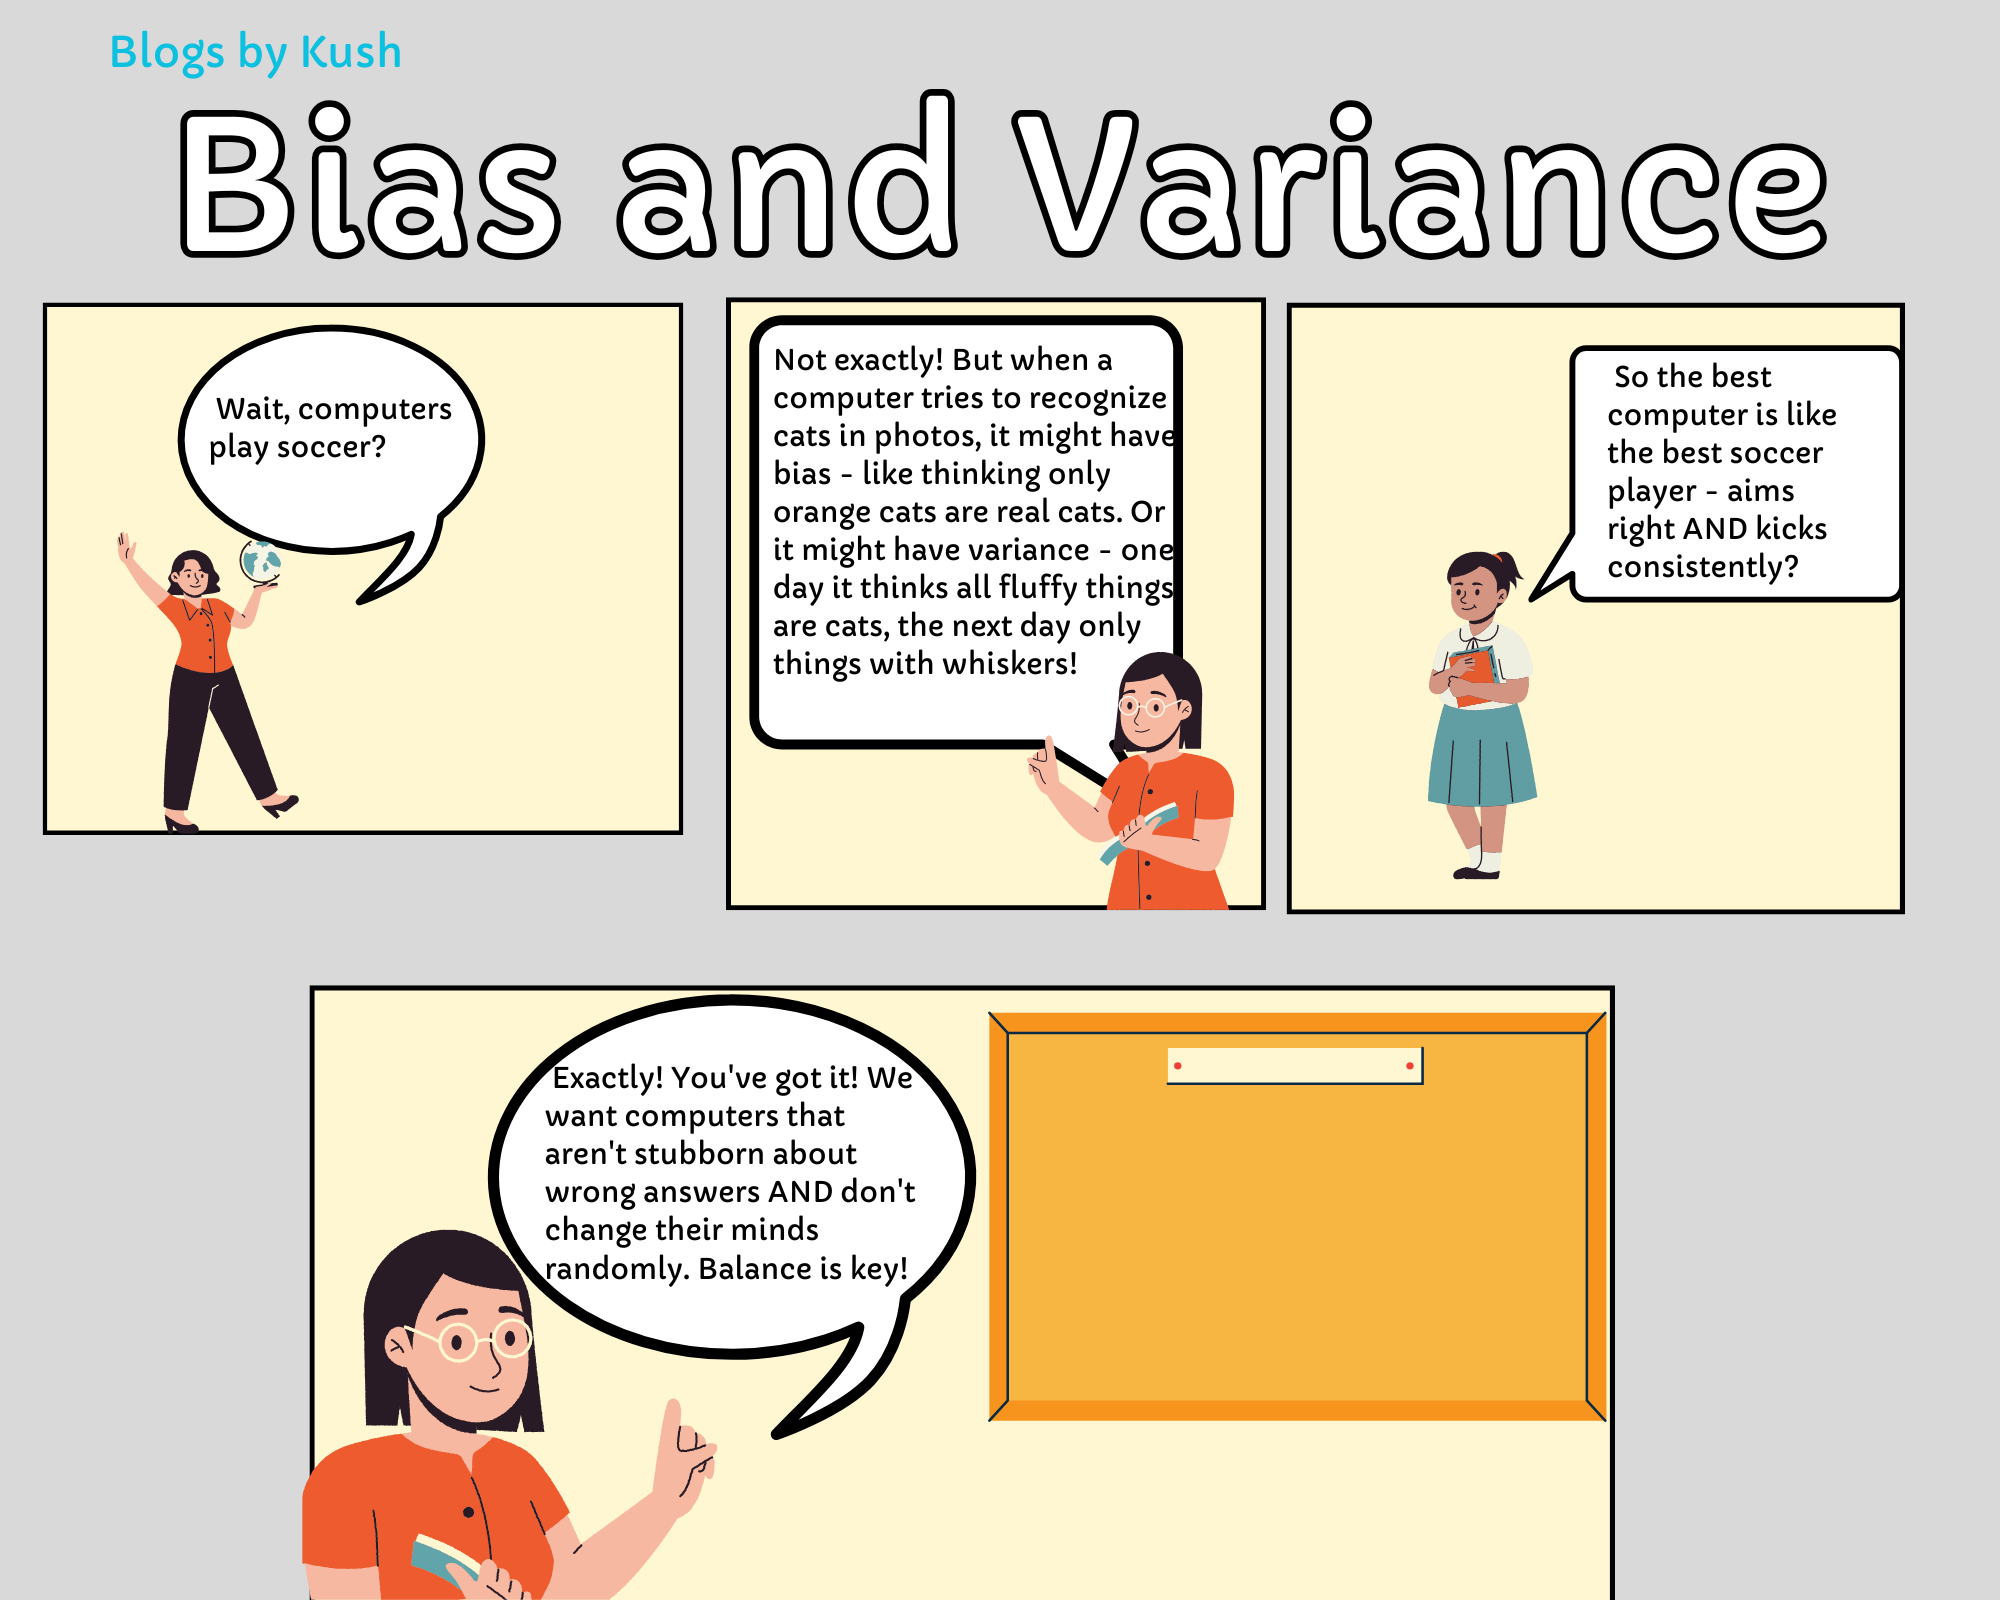 Blogs by Kush
Bias and Variance
Wait, computers
play soccer?
Not exactly! But when a
computer tries to recognize
cats in photos, it might have
bias - like thinking only
orange cats are real cats. Or
it might have variance - one
day it thinks all fluffy things
are cats, the next day only
things with whiskers!
So the best
computer is like
the best soccer
player - aims
right AND kicks
consistently?
Exactly! You've got it! We
want computers that
aren't stubborn about
wrong answers AND don't
change their minds
randomly. Balance is key!